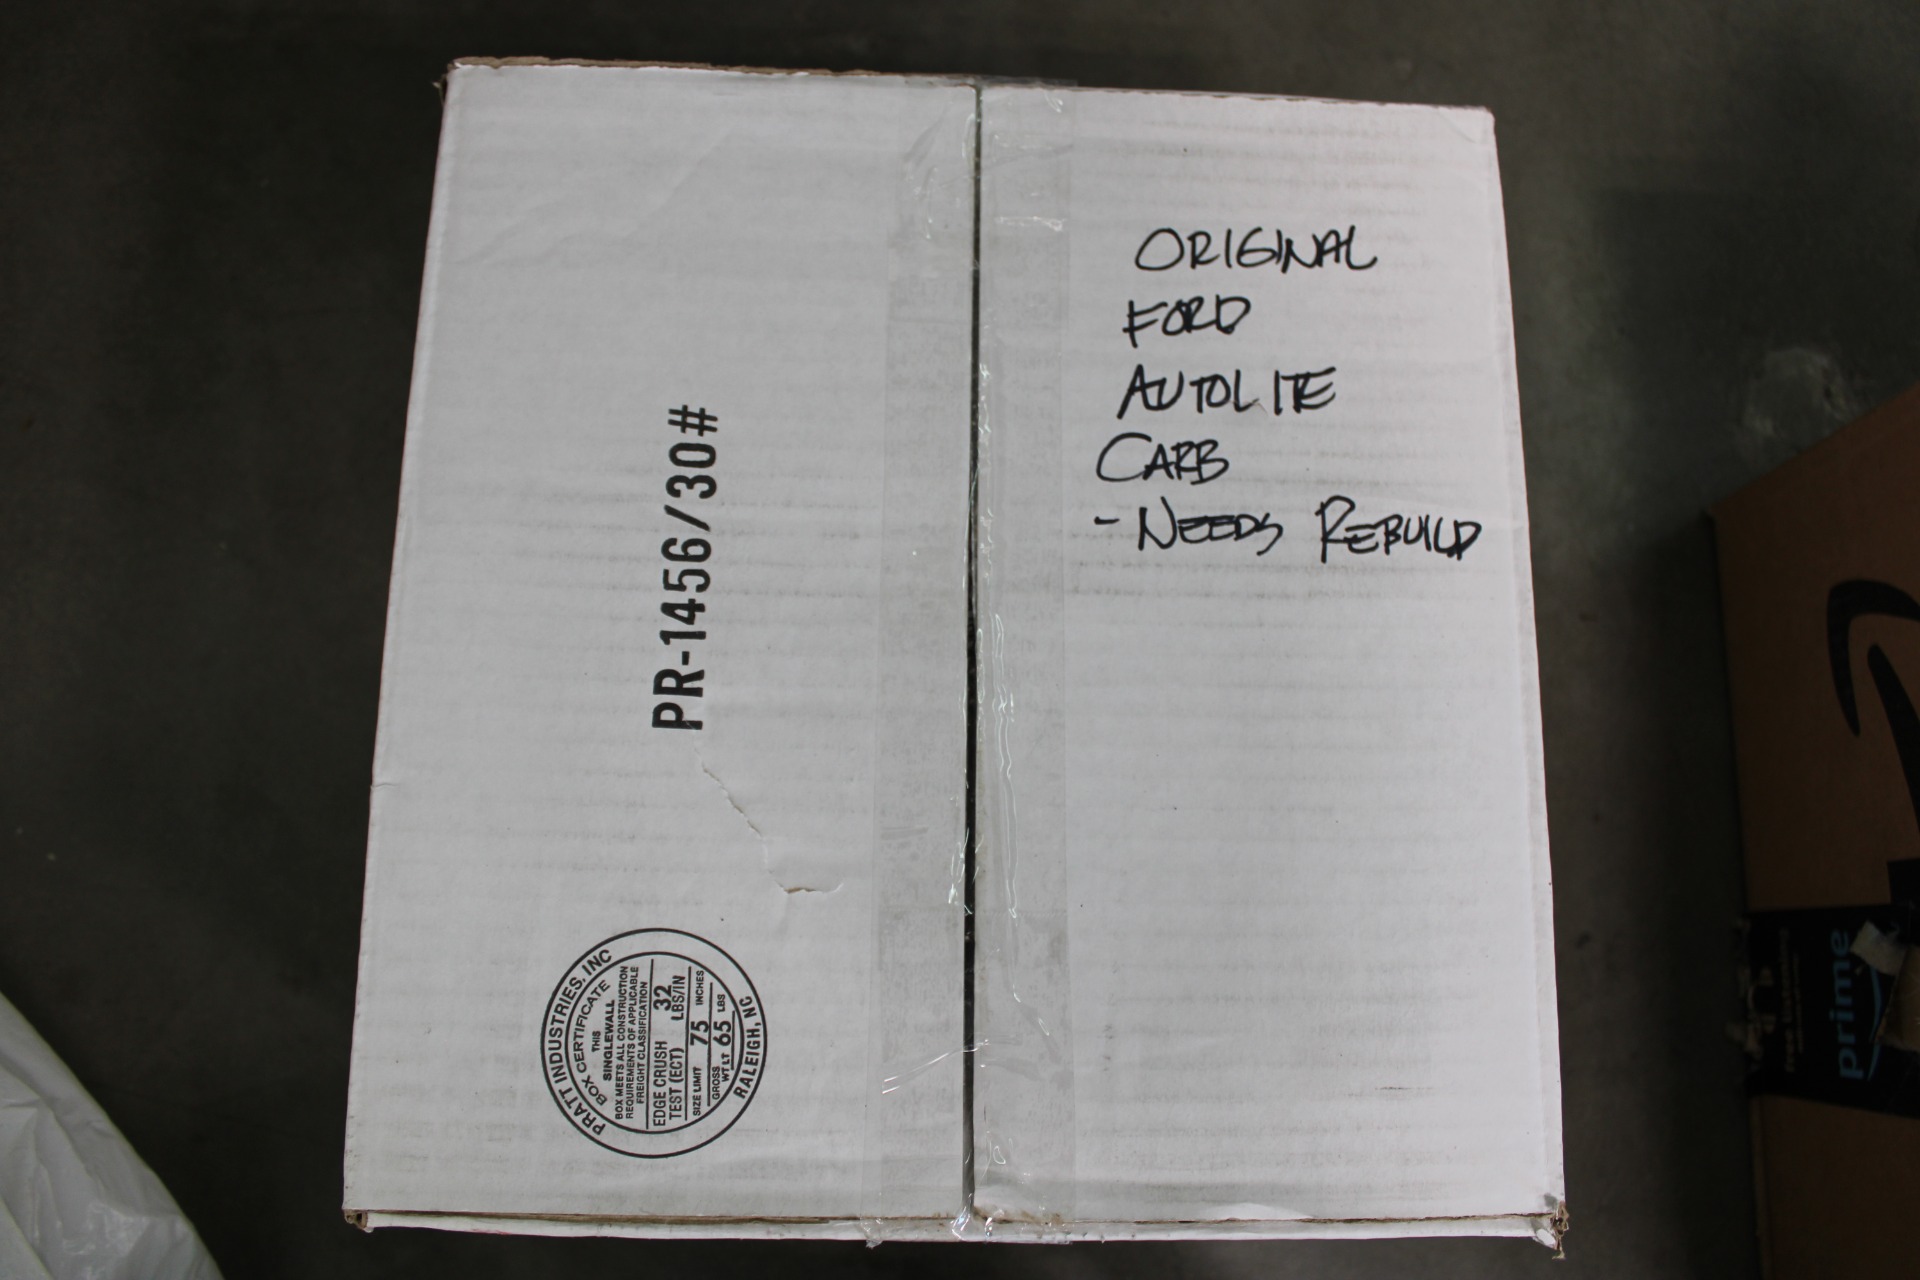 ORIGINAL
FORD
AUTOLITE
CARB
- NEEDS REBUILD
PR-1456/30#
PRATT INDUSTRIES, INC
BOX CERTIFICATE
THIS
SINGLEWALL
BOX MEETS ALL CONSTRUCTION
REQUIREMENTS OF APPLICABLE
FREIGHT CLASSIFICATION
EDGE CRUSH 32
TEST (ECT) LBS/IN
SIZE LIMIT 75 INCHES
GROSS
WT LT 65 LBS
RALEIGH, NC
prime